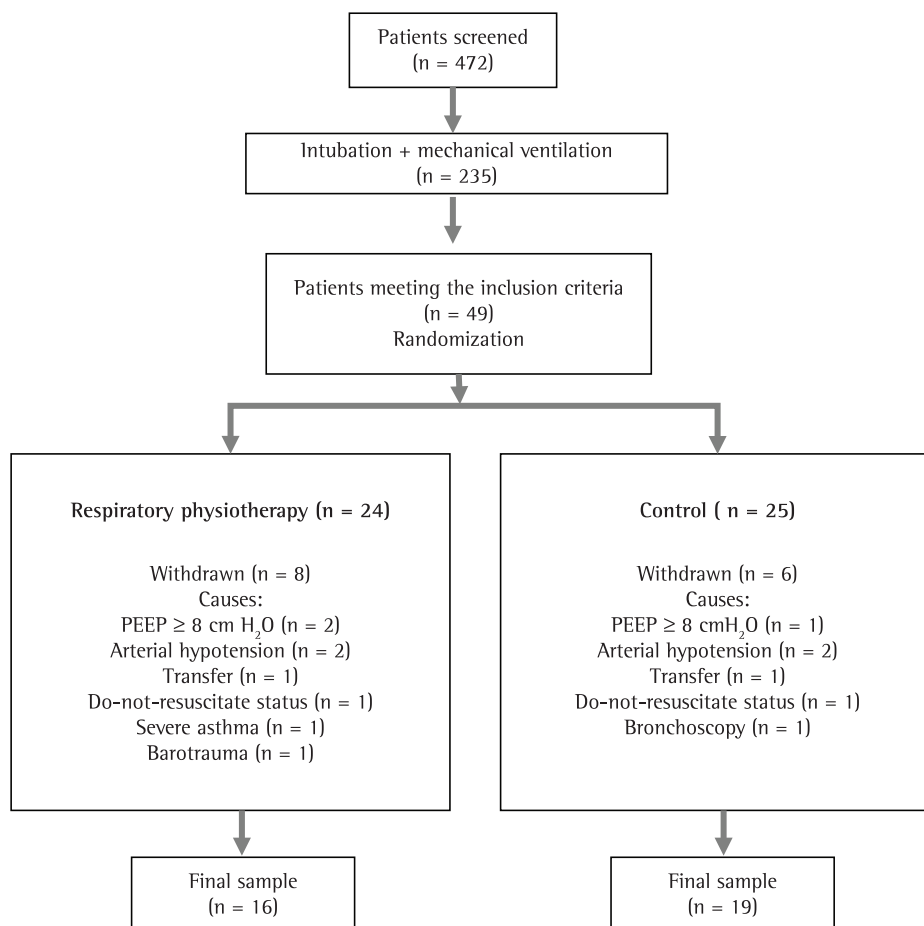 Patients screened
(n = 472)
Intubation + mechanical ventilation
(n = 235)
Patients meeting the inclusion criteria
(n = 49)
Randomization
Respiratory physiotherapy (n = 24)
Withdrawn (n = 8)
Causes:
PEEP ≥ 8 cm H₂O (n = 2)
Arterial hypotension (n = 2)
Transfer (n = 1)
Do-not-resuscitate status (n = 1)
Severe asthma (n = 1)
Barotrauma (n = 1)
Final sample
(n = 16)
Control ( n = 25)
Withdrawn (n = 6)
Causes:
PEEP ≥ 8 cmH₂O (n = 1)
Arterial hypotension (n = 2)
Transfer (n = 1)
Do-not-resuscitate status (n = 1)
Bronchoscopy (n = 1)
Final sample
(n = 19)